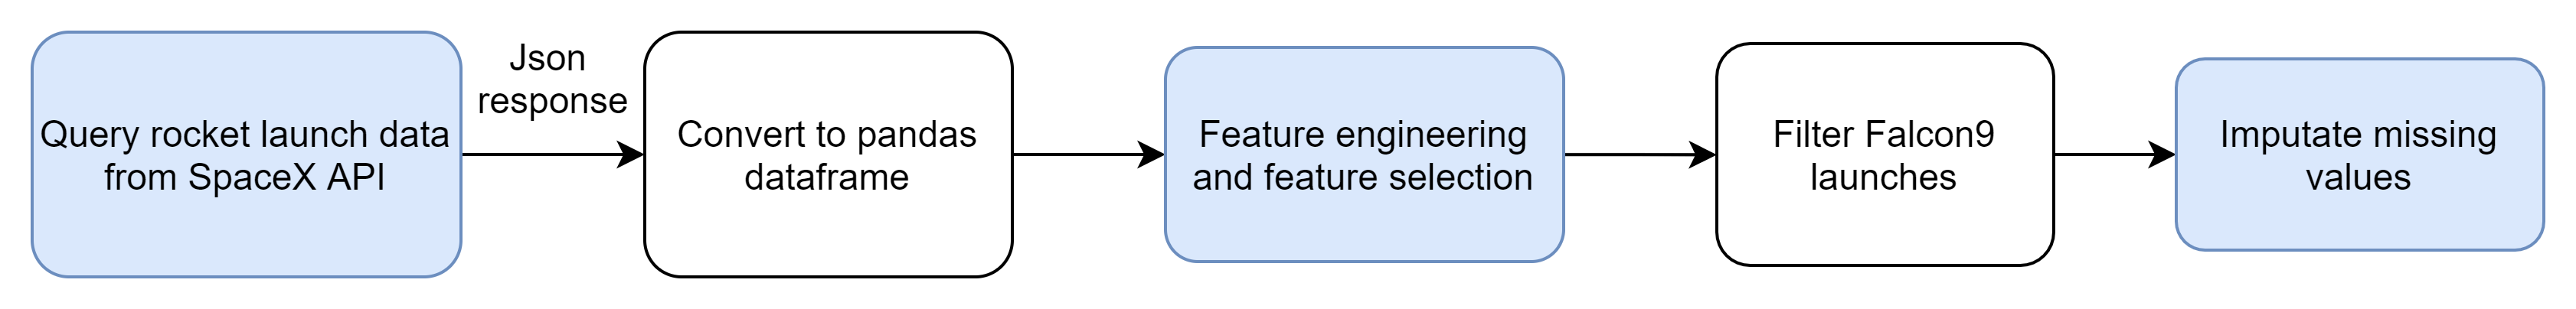 Query rocket launch data
from SpaceX API
Json
response
Convert to pandas
dataframe
Feature engineering
and feature selection
Filter Falcon9
launches
Imputate missing
values